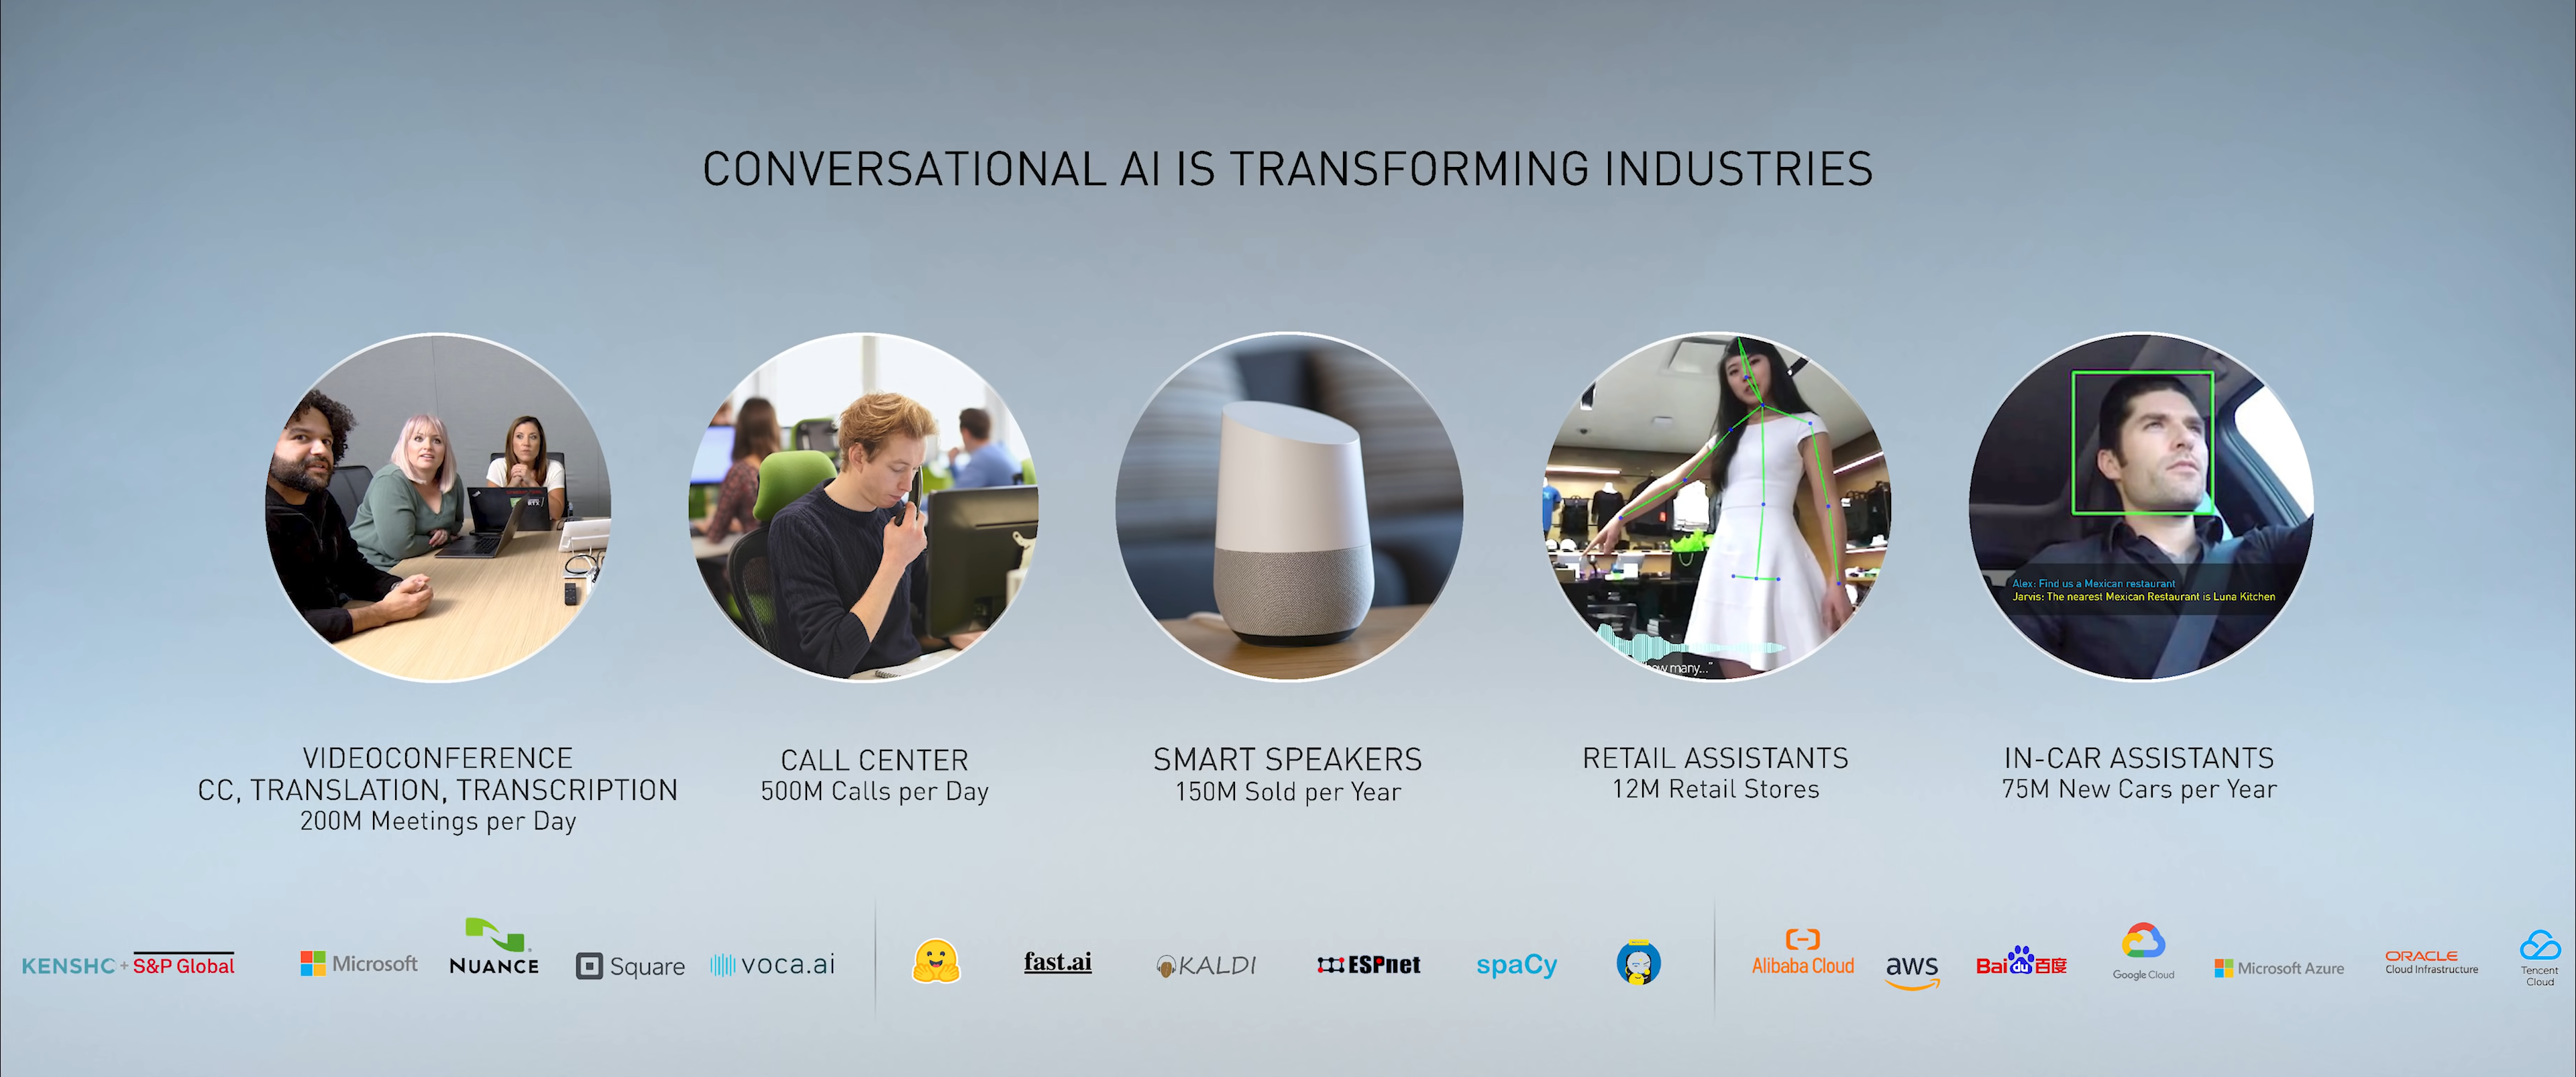 CONVERSATIONAL AI IS TRANSFORMING INDUSTRIES
Alex: Find us a Mexican restaurant
Jarvis: The nearest Mexican Restaurant is Luna Kitchen
many..."
VIDEOCONFERENCE
CC, TRANSLATION, TRANSCRIPTION
200M Meetings per Day
CALL CENTER
500M Calls per Day
SMART SPEAKERS
150M Sold per Year
RETAIL ASSISTANTS
12M Retail Stores
IN-CAR ASSISTANTS
75M New Cars per Year
KENSHC + S&P Global
Microsoft
NUANCE
Square
voca.ai
fast.ai
KALDI
ESPnet
spaCy
Alibaba Cloud
aws
Baidu百度
Google Cloud
Microsoft Azure
ORACLE
Cloud Infrastructure
Tencent
Cloud